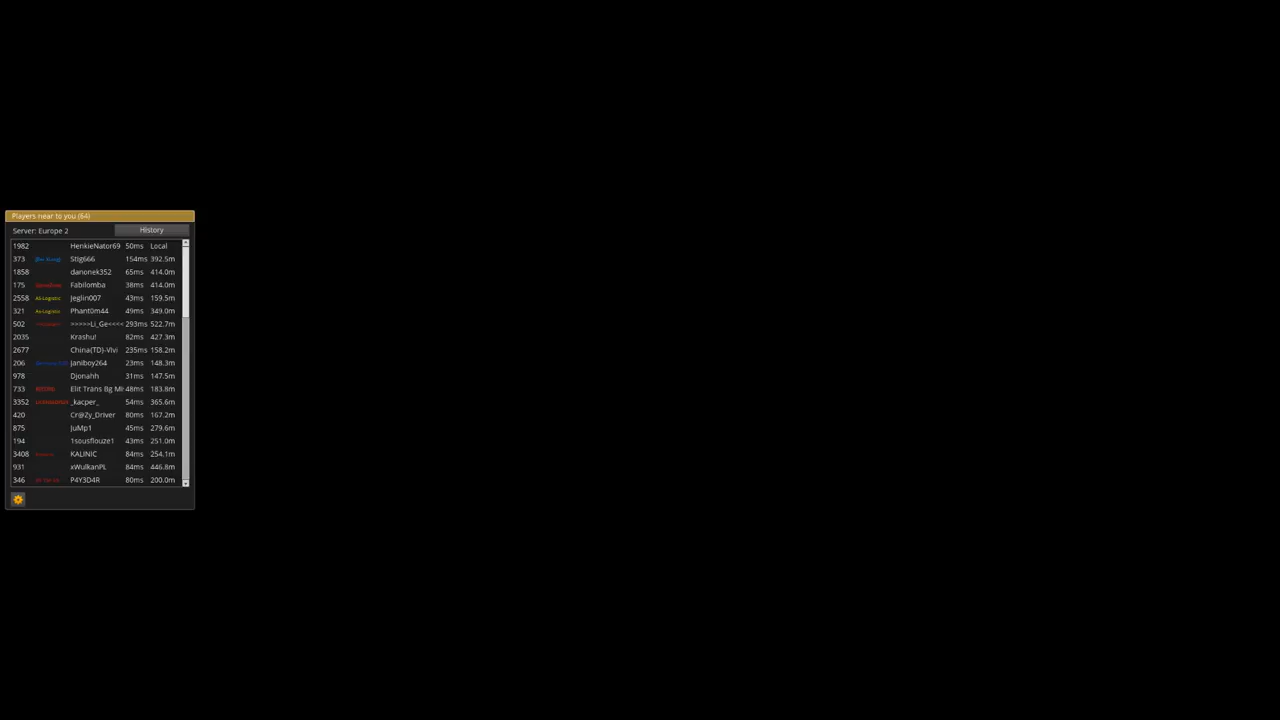 Players near to you (64)
Server: Europe 2 History
1982 HenkieNator69 50ms Local
373 Stig666 154ms 392.5m
1858 danonek352 65ms 414.0m
175 Fabilomba 38ms 414.0m
2558 AS-Logistic Jeglin007 43ms 159.5m
321 As-Logistic Phant0m44 49ms 349.0m
502 >>>>>Li_Ge<<<< 293ms 522.7m
2035 Krashu! 82ms 427.3m
2677 China(TD)-ViVi 235ms 158.2m
206 Janiboy264 23ms 148.3m
978 Djonahh 31ms 147.5m
733 Elit Trans Bg 48ms 183.8m
3352 _kacper_ 54ms 365.6m
420 Cr@Zy_Driver 80ms 167.2m
875 JuMp1 45ms 279.6m
194 1sousflouze1 43ms 251.0m
3408 KALINIC 84ms 254.1m
931 xWulkanPL 84ms 446.8m
346 P4Y3D4R 80ms 200.0m